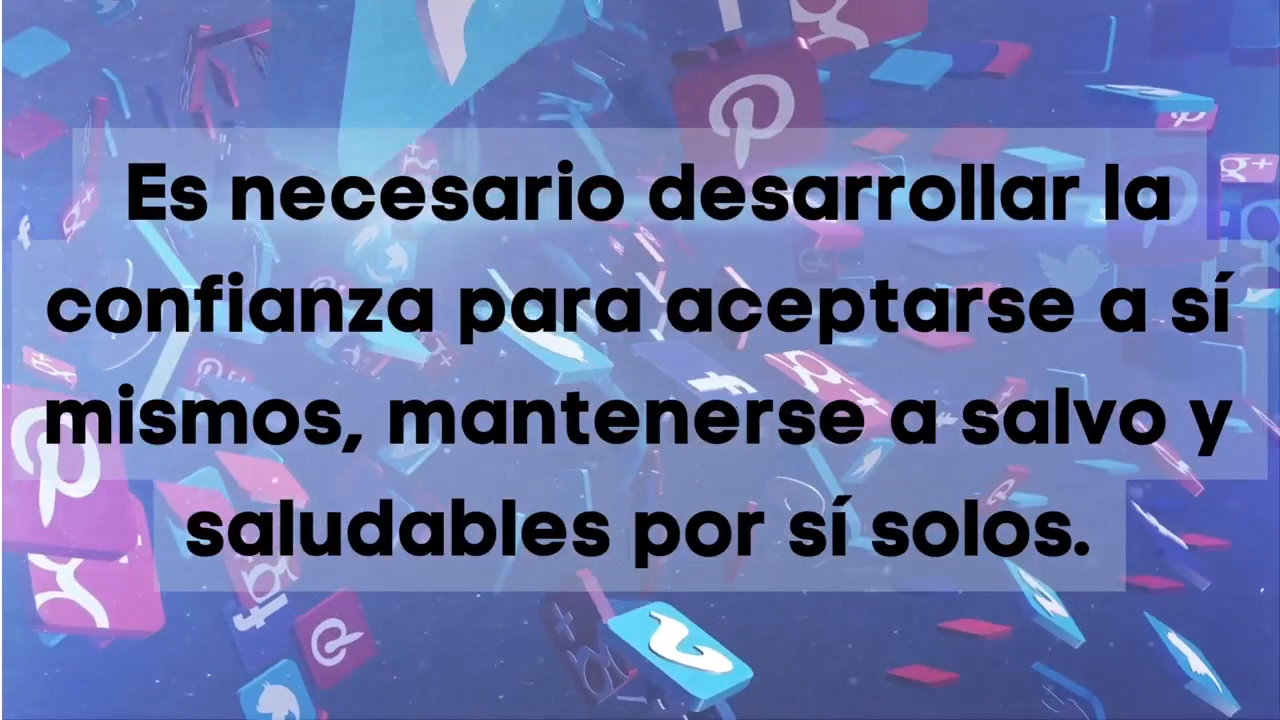 Es necesario desarrollar la
confianza para aceptarse a sí
mismos, mantenerse a salvo y
saludables por sí solos.